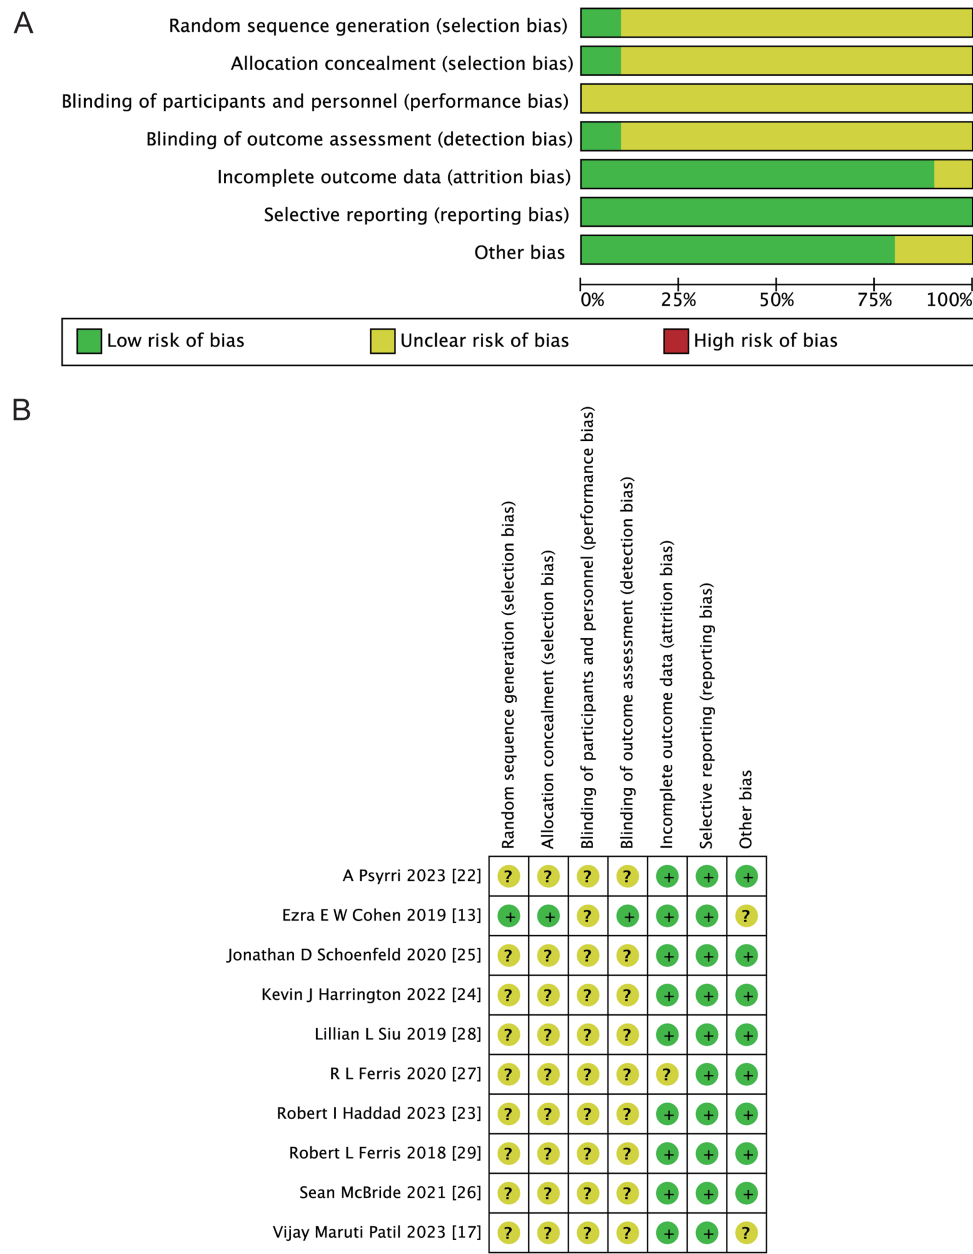 A
Random sequence generation (selection bias)
Allocation concealment (selection bias)
Blinding of participants and personnel (performance bias)
Blinding of outcome assessment (detection bias)
Incomplete outcome data (attrition bias)
Selective reporting (reporting bias)
Other bias
0% 25% 50% 75% 100%
Low risk of bias Unclear risk of bias High risk of bias
B
Random sequence generation (selection bias)
Allocation concealment (selection bias)
Blinding of participants and personnel (performance bias)
Blinding of outcome assessment (detection bias)
Incomplete outcome data (attrition bias)
Selective reporting (reporting bias)
Other bias
A Psyrri 2023 [22] ? ? ? ? + + +
Ezra E W Cohen 2019 [13] + + ? + + + ?
Jonathan D Schoenfeld 2020 [25] ? ? ? ? + + +
Kevin J Harrington 2022 [24] ? ? ? ? + + +
Lillian L Siu 2019 [28] ? ? ? ? + + +
R L Ferris 2020 [27] ? ? ? ? ? + +
Robert I Haddad 2023 [23] ? ? ? ? + + +
Robert L Ferris 2018 [29] ? ? ? ? + + +
Sean McBride 2021 [26] ? ? ? ? + + +
Vijay Maruti Patil 2023 [17] ? ? ? ? + + ?